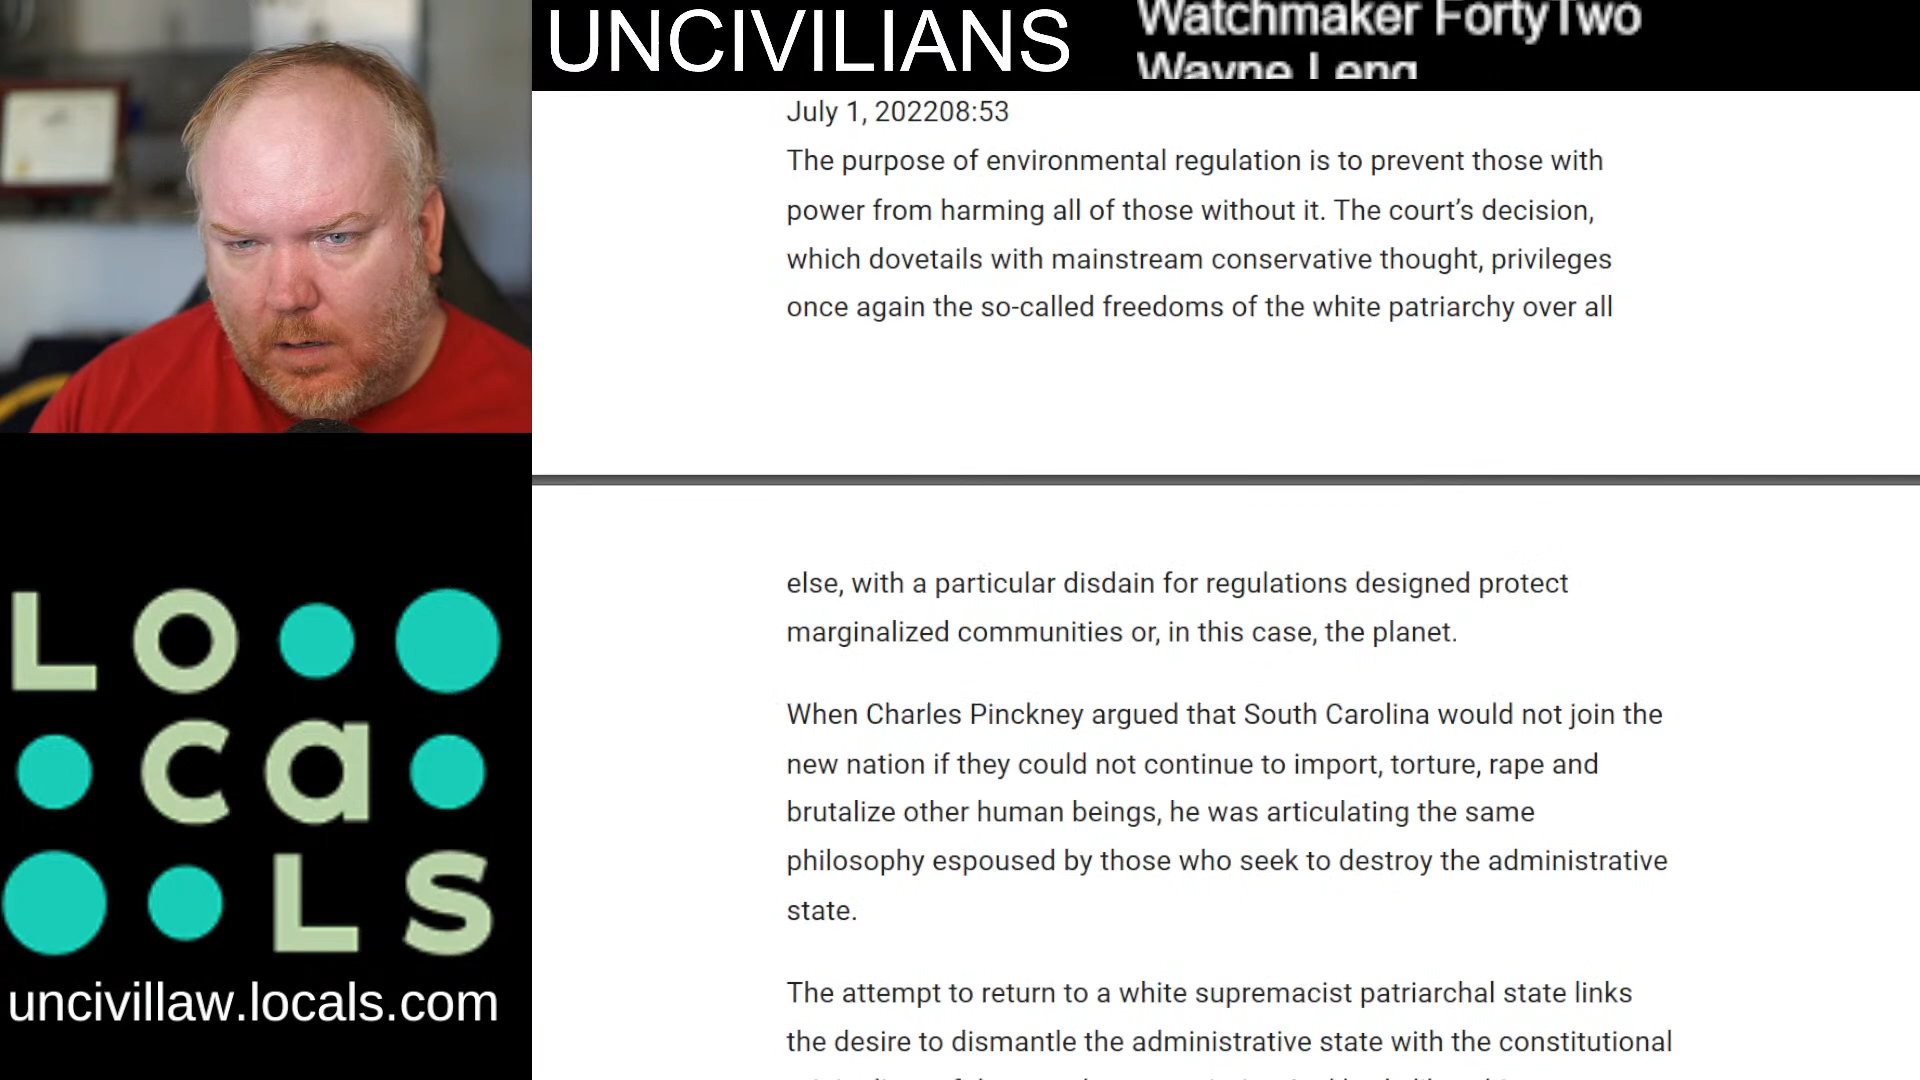 UNCIVILIANS
Watchmaker FortyTwo
Wayne Leng
July 1, 202208:53
The purpose of environmental regulation is to prevent those with
power from harming all of those without it. The court’s decision,
which dovetails with mainstream conservative thought, privileges
once again the so-called freedoms of the white patriarchy over all
else, with a particular disdain for regulations designed protect
marginalized communities or, in this case, the planet.
When Charles Pinckney argued that South Carolina would not join the
new nation if they could not continue to import, torture, rape and
brutalize other human beings, he was articulating the same
philosophy espoused by those who seek to destroy the administrative
state.
The attempt to return to a white supremacist patriarchal state links
the desire to dismantle the administrative state with the constitutional
LOcaLS
uncivillaw.locals.com